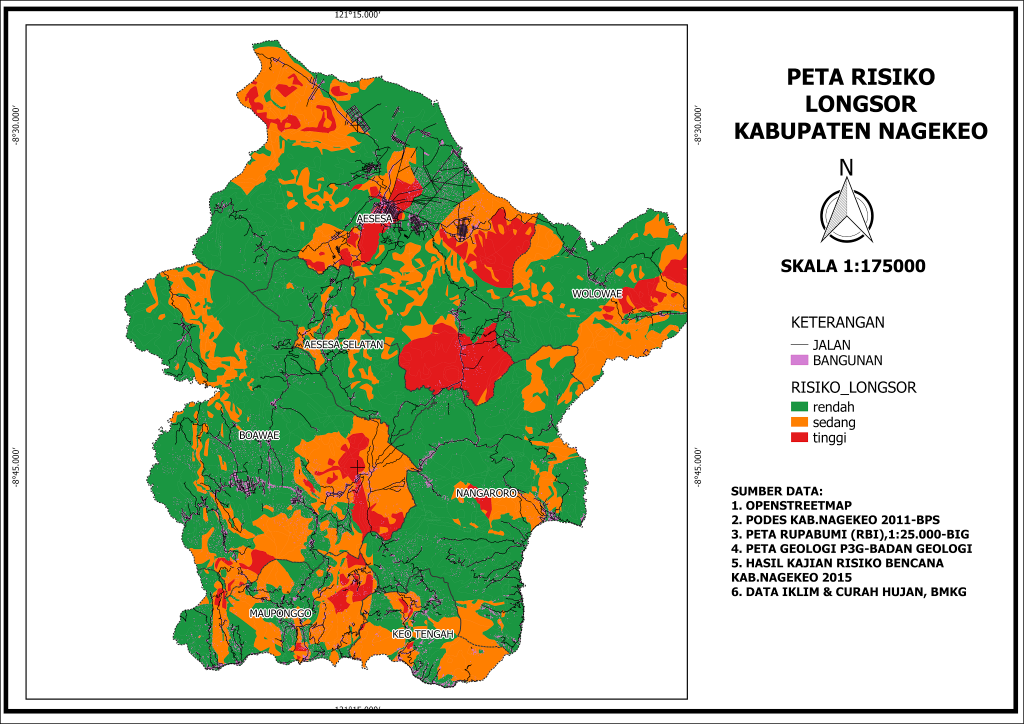 121°15.000'
-8°30.000'
-8°30.000'
PETA RISIKO
LONGSOR
KABUPATEN NAGEKEO
N
SKALA 1:175000
AESESA
WOLOWAE
AESESA SELATAN
BOAWAE
NANGARORO
MAUPONGGO
KEO TENGAH
KETERANGAN
JALAN
BANGUNAN
RISIKO_LONGSOR
rendah
sedang
tinggi
-8°45.000'
-8°45.000'
SUMBER DATA:
1. OPENSTREETMAP
2. PODES KAB.NAGEKEO 2011-BPS
3. PETA RUPABUMI (RBI),1:25.000-BIG
4. PETA GEOLOGI P3G-BADAN GEOLOGI
5. HASIL KAJIAN RISIKO BENCANA
KAB.NAGEKEO 2015
6. DATA IKLIM & CURAH HUJAN, BMKG
121°15.000'